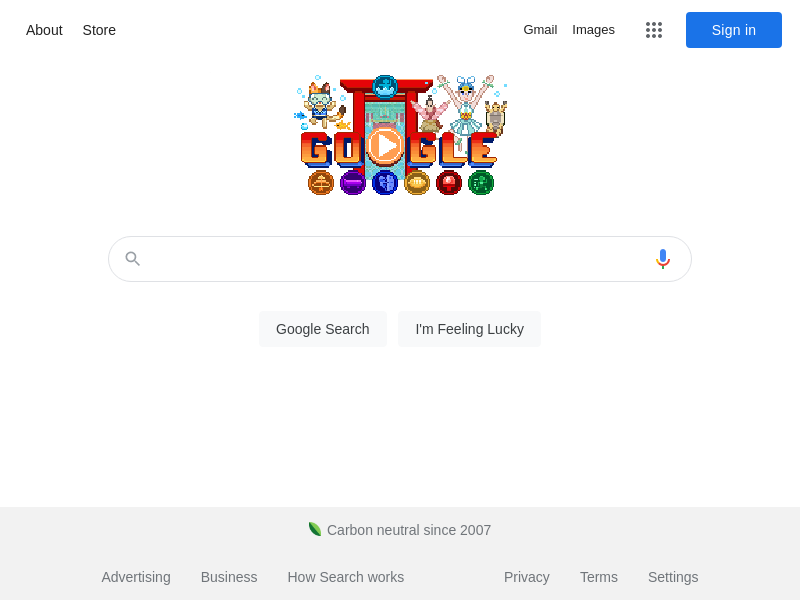 About Store Gmail Images Sign in
GOOGLE
Google Search I'm Feeling Lucky
Carbon neutral since 2007
Advertising Business How Search works Privacy Terms Settings